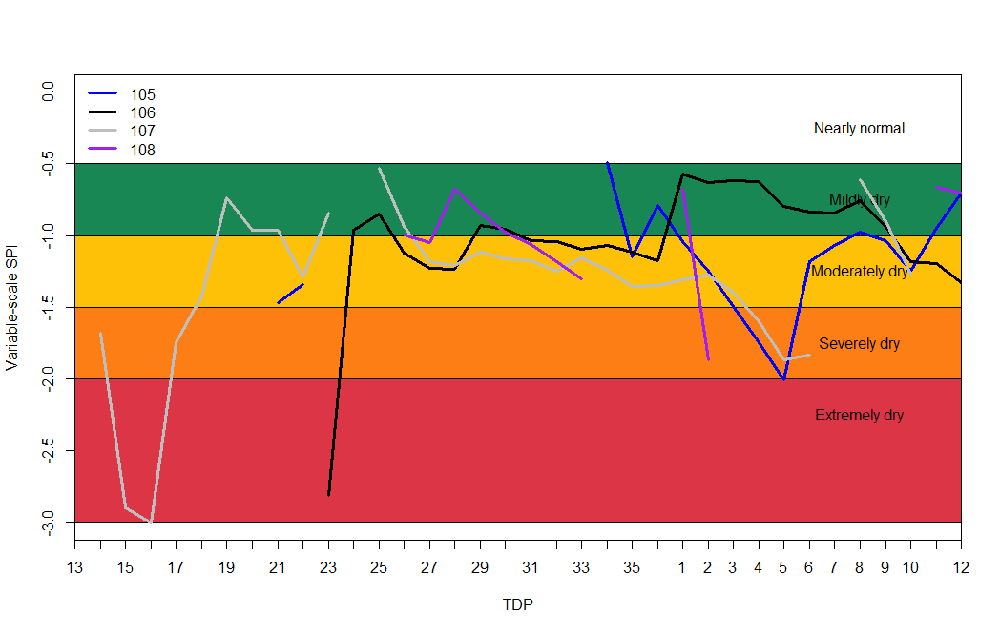 105
106
107
108
0.0
-0.5
-1.0
-1.5
-2.0
-2.5
-3.0
Variable-scale SPI
Nearly normal
Mildly dry
Moderately dry
Severely dry
Extremely dry
13 15 17 19 21 23 25 27 29 31 33 35 1 2 3 4 5 6 7 8 9 10 12
TDP